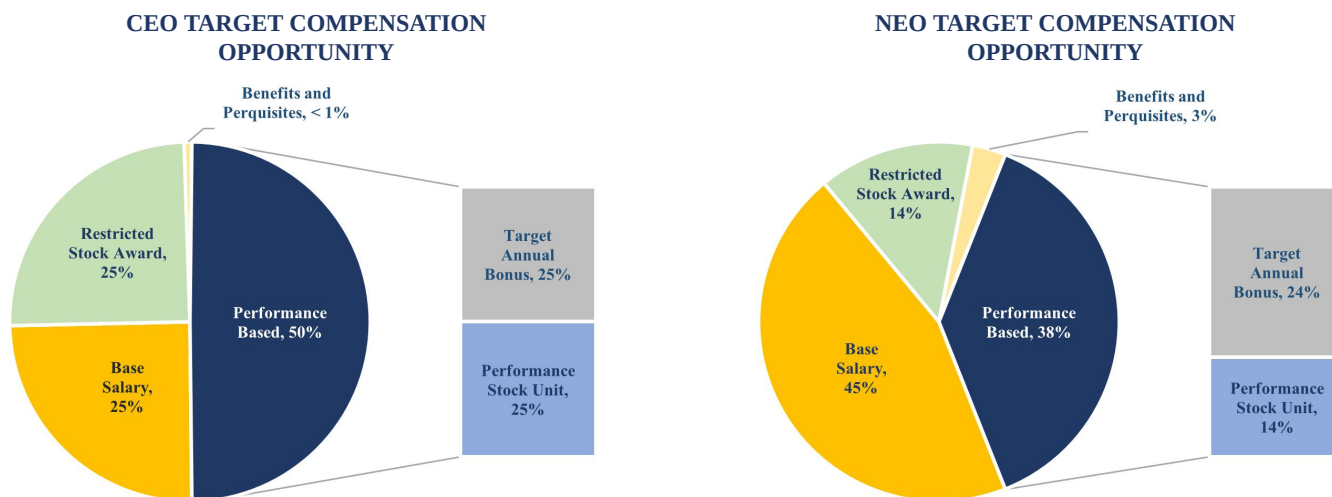 CEO TARGET COMPENSATION
OPPORTUNITY
Benefits and
Perquisites, < 1%
Restricted
Stock Award,
25%
Performance
Based, 50%
Base
Salary,
25%
Target
Annual
Bonus, 25%
Performance
Stock Unit,
25%
NEO TARGET COMPENSATION
OPPORTUNITY
Benefits and
Perquisites, 3%
Restricted
Stock Award,
14%
Performance
Based, 38%
Base
Salary,
45%
Target
Annual
Bonus, 24%
Performance
Stock Unit,
14%